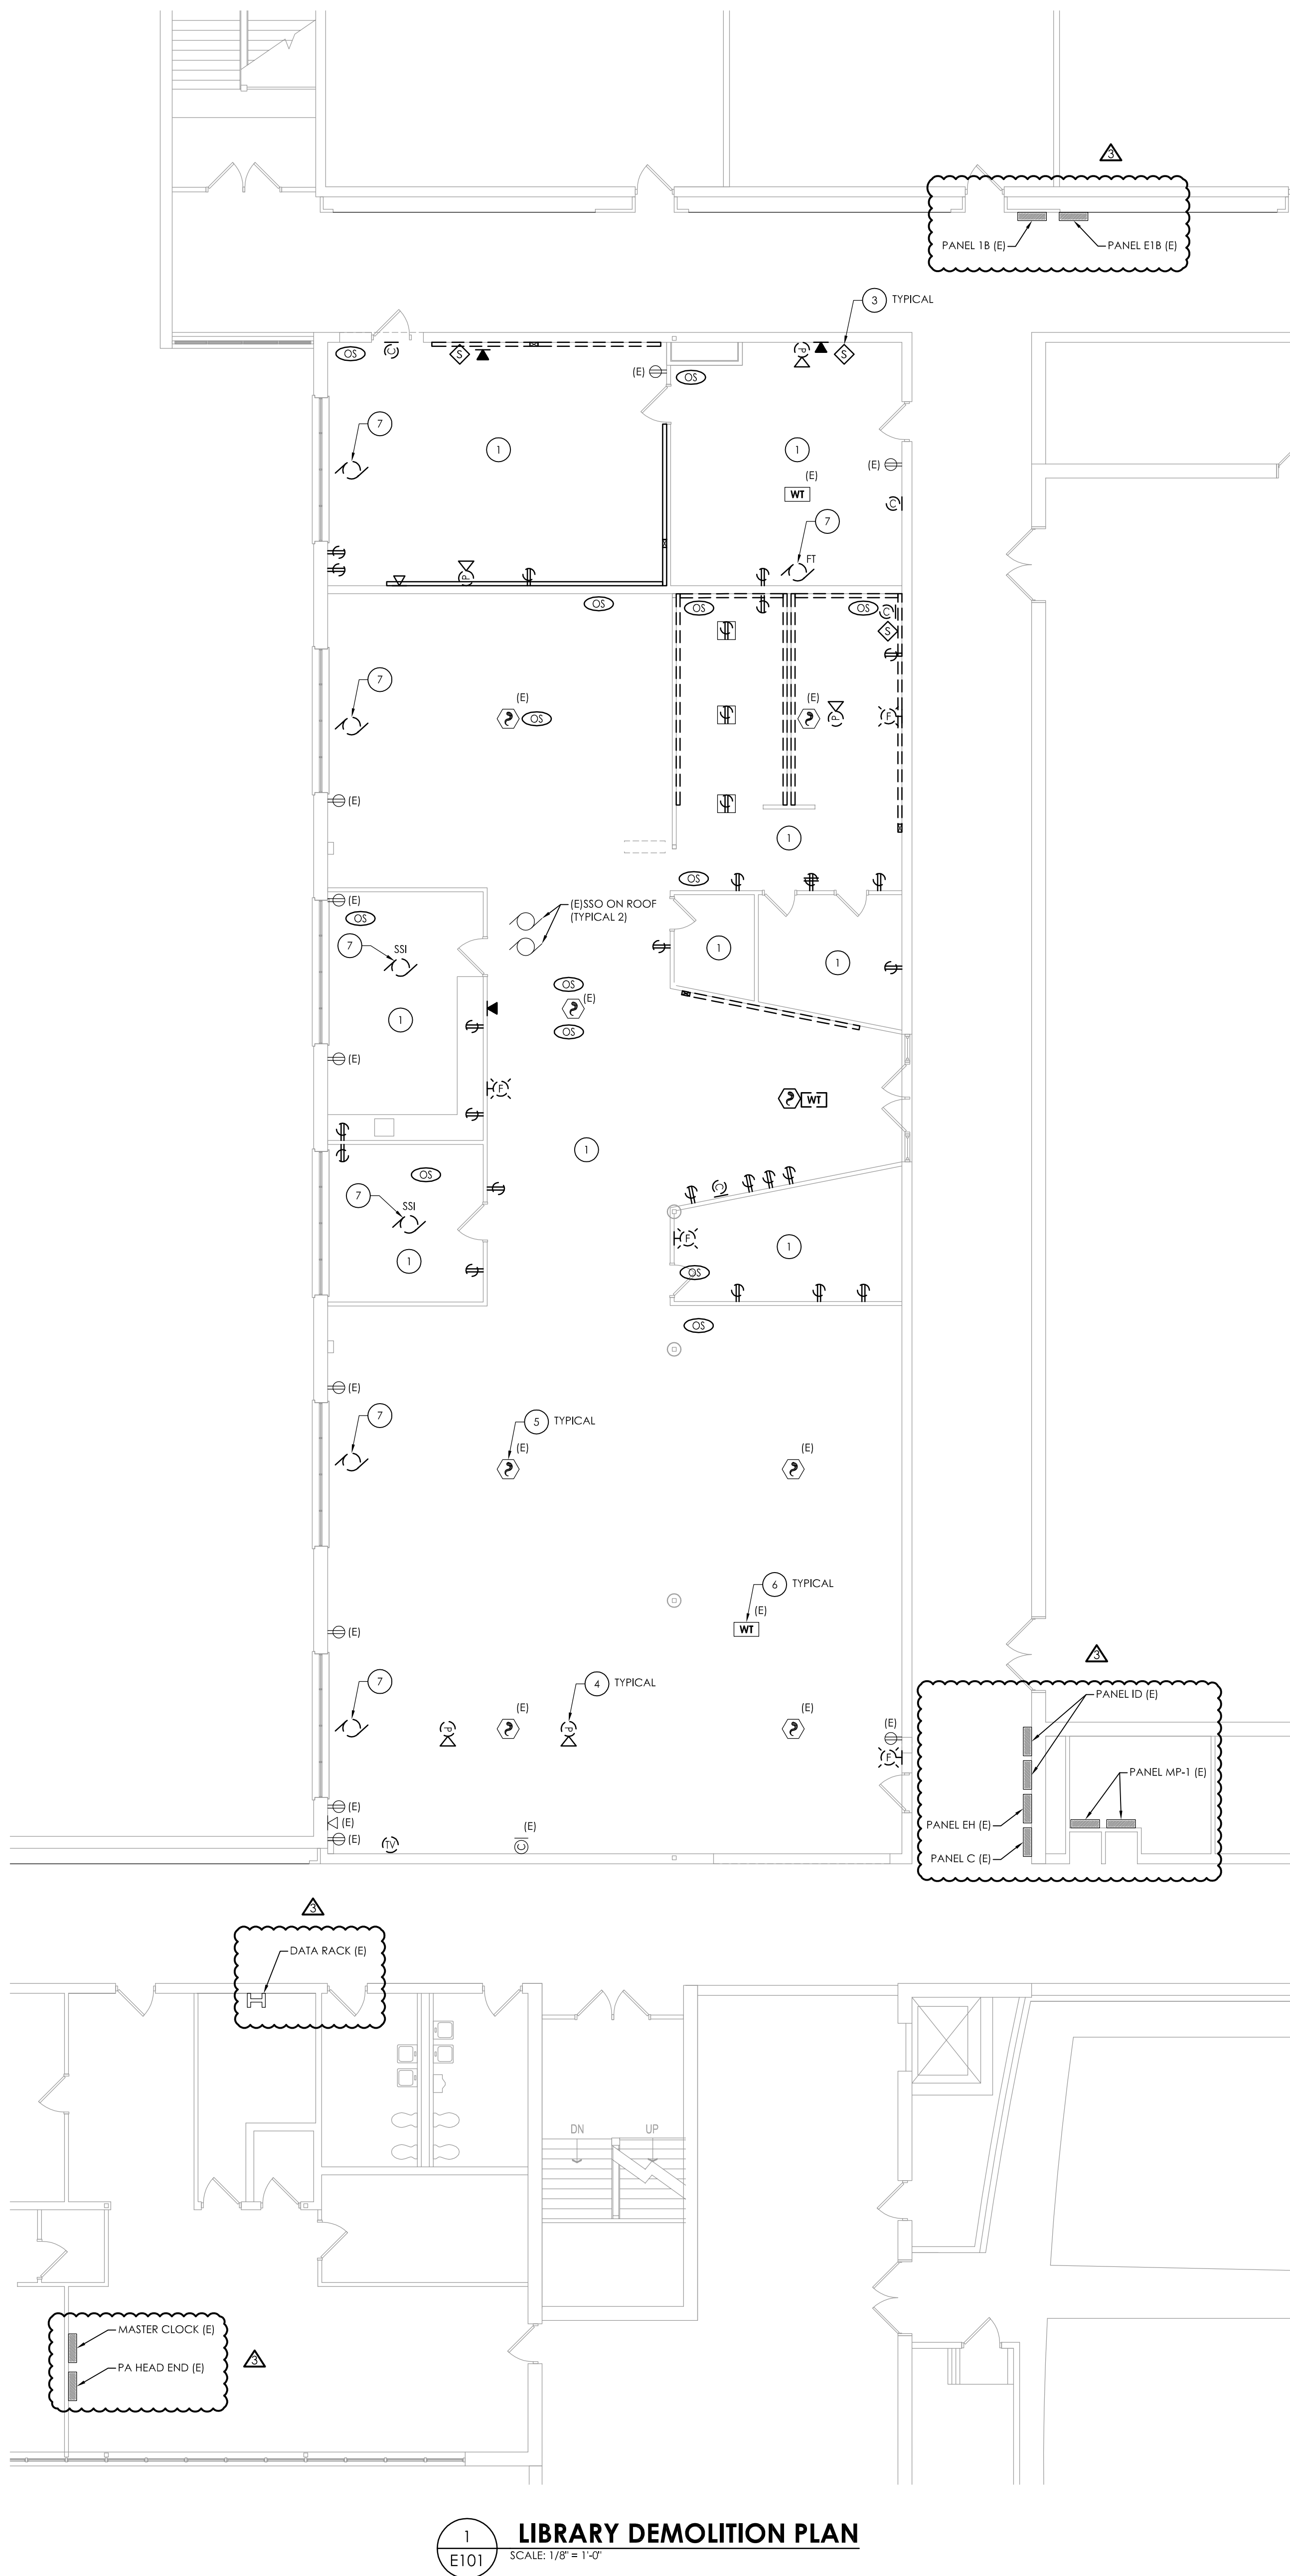 3
PANEL 1B (E)
PANEL E1B (E)
3 TYPICAL
OS
C
S
P
S
(E)
OS
7
1
1
(E)
(E)
WT
C
7
FT
P
OS
OS
OS
C
S
7
(E)
OS
(E)
P
F
(E)
1
OS
(E)
OS
(E)SSO ON ROOF
(TYPICAL 2)
7
SSI
1
1
OS
(E)
1
OS
(E)
F
WT
1
OS
7
SSI
C
F
1
1
OS
OS
(E)
7
5 TYPICAL
(E)
(E)
6 TYPICAL
(E)
WT
(E)
3
7
4 TYPICAL
PANEL ID (E)
P
(E)
P
(E)
(E)
F
PANEL MP-1 (E)
(E)
(E)
(E)
PANEL EH (E)
PANEL C (E)
TV
(E)
C
3
DATA RACK (E)
DN
UP
MASTER CLOCK (E)
3
PA HEAD END (E)
1
E101
LIBRARY DEMOLITION PLAN
SCALE: 1/8" = 1'-0"